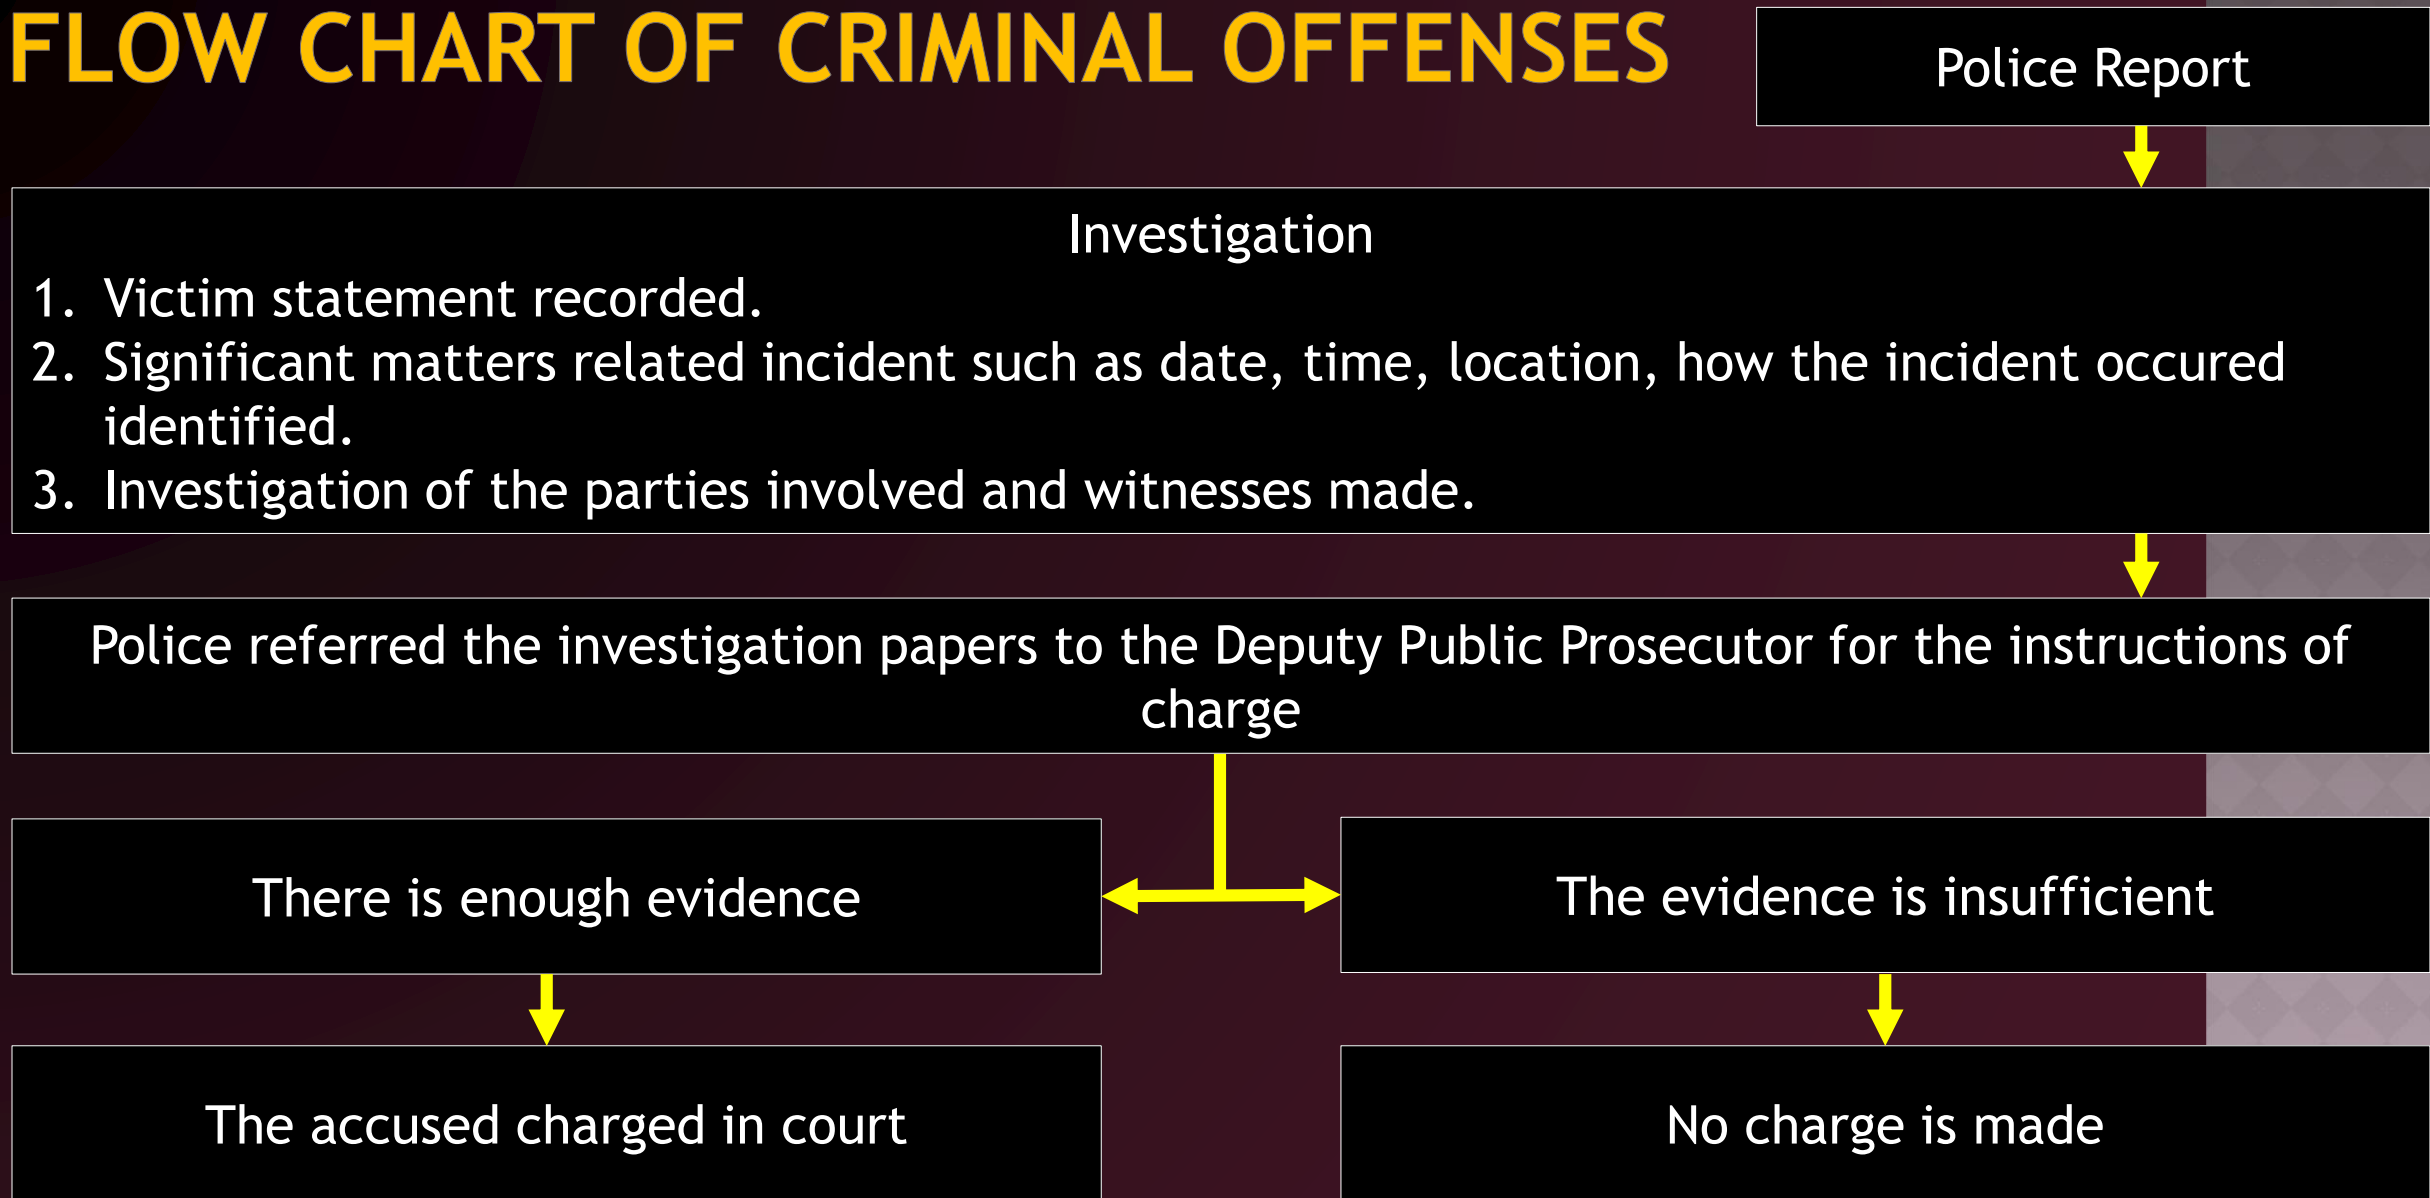 FLOW CHART OF CRIMINAL OFFENSES
Police Report
Investigation
1. Victim statement recorded.
2. Significant matters related incident such as date, time, location, how the incident occured
identified.
3. Investigation of the parties involved and witnesses made.
Police referred the investigation papers to the Deputy Public Prosecutor for the instructions of
charge
There is enough evidence
The evidence is insufficient
The accused charged in court
No charge is made